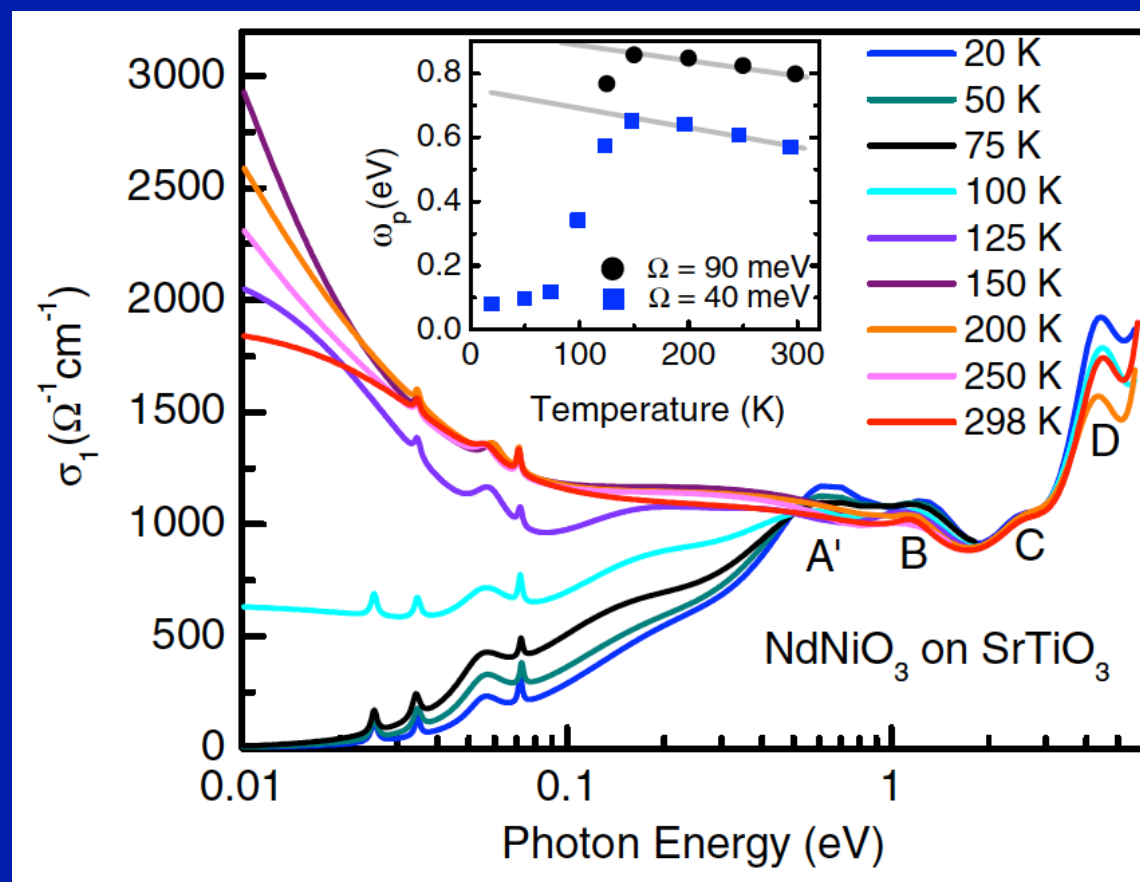 σ₁(Ω⁻¹cm⁻¹)
3000
2500
2000
1500
1000
500
0
0.01
0.1
1
Photon Energy (eV)
ωₚ(eV)
0.8
0.6
0.4
0.2
0.0
0
100
200
300
Temperature (K)
Ω = 90 meV
Ω = 40 meV
20 K
50 K
75 K
100 K
125 K
150 K
200 K
250 K
298 K
A'
B
C
D
NdNiO₃ on SrTiO₃